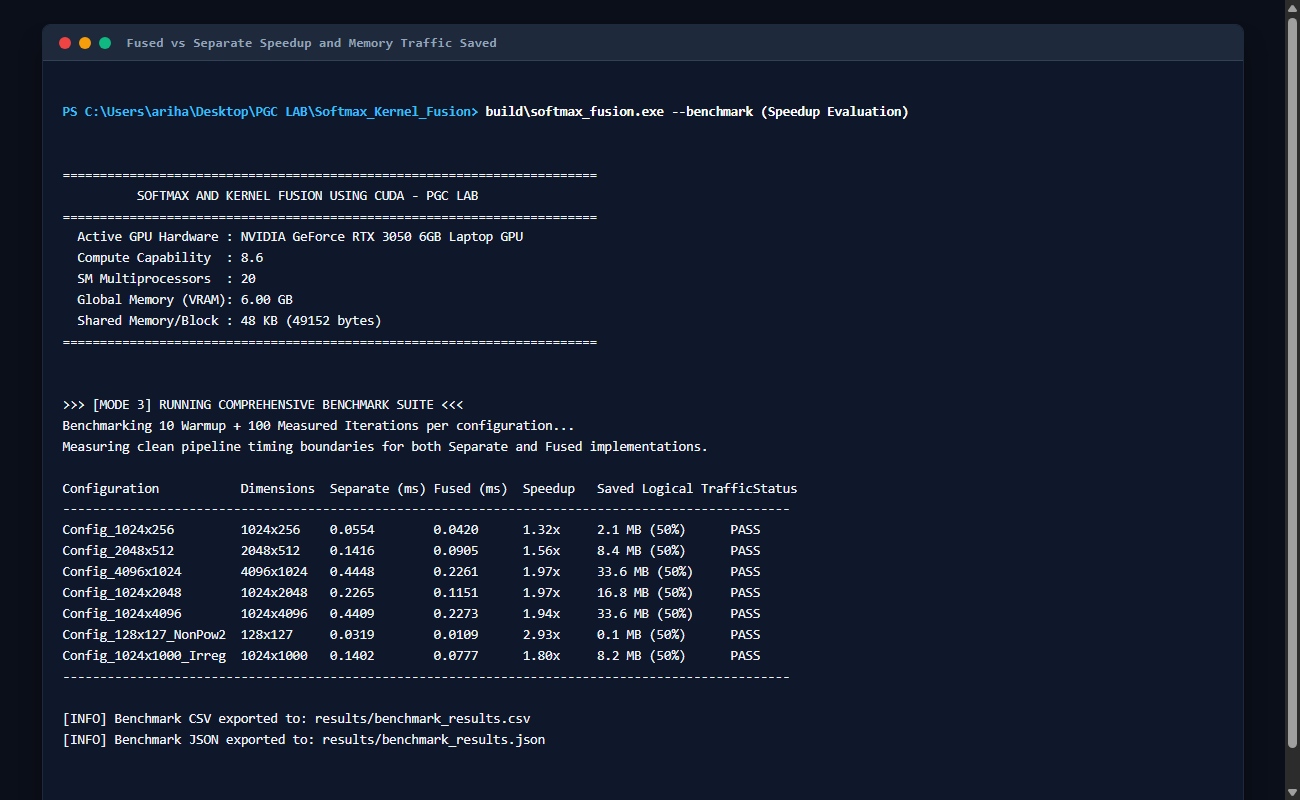 Fused vs Separate Speedup and Memory Traffic Saved
PS C:\Users\ariha\Desktop\PGC LAB\Softmax_Kernel_Fusion> build\softmax_fusion.exe --benchmark (Speedup Evaluation)
========================================================================
SOFTMAX AND KERNEL FUSION USING CUDA - PGC LAB
========================================================================
Active GPU Hardware : NVIDIA GeForce RTX 3050 6GB Laptop GPU
Compute Capability  : 8.6
SM Multiprocessors  : 20
Global Memory (VRAM): 6.00 GB
Shared Memory/Block : 48 KB (49152 bytes)
========================================================================
>>> [MODE 3] RUNNING COMPREHENSIVE BENCHMARK SUITE <<<
Benchmarking 10 Warmup + 100 Measured Iterations per configuration...
Measuring clean pipeline timing boundaries for both Separate and Fused implementations.
Configuration           Dimensions  Separate (ms) Fused (ms)  Speedup   Saved Logical TrafficStatus
--------------------------------------------------------------------------------------------------
Config_1024x256         1024x256    0.0554        0.0420      1.32x     2.1 MB (50%)      PASS
Config_2048x512         2048x512    0.1416        0.0905      1.56x     8.4 MB (50%)      PASS
Config_4096x1024        4096x1024   0.4448        0.2261      1.97x     33.6 MB (50%)     PASS
Config_1024x2048        1024x2048   0.2265        0.1151      1.97x     16.8 MB (50%)     PASS
Config_1024x4096        1024x4096   0.4409        0.2273      1.94x     33.6 MB (50%)     PASS
Config_128x127_NonPow2  128x127     0.0319        0.0109      2.93x     0.1 MB (50%)      PASS
Config_1024x1000_Irreg  1024x1000   0.1402        0.0777      1.80x     8.2 MB (50%)      PASS
--------------------------------------------------------------------------------------------------
[INFO] Benchmark CSV exported to: results/benchmark_results.csv
[INFO] Benchmark JSON exported to: results/benchmark_results.json